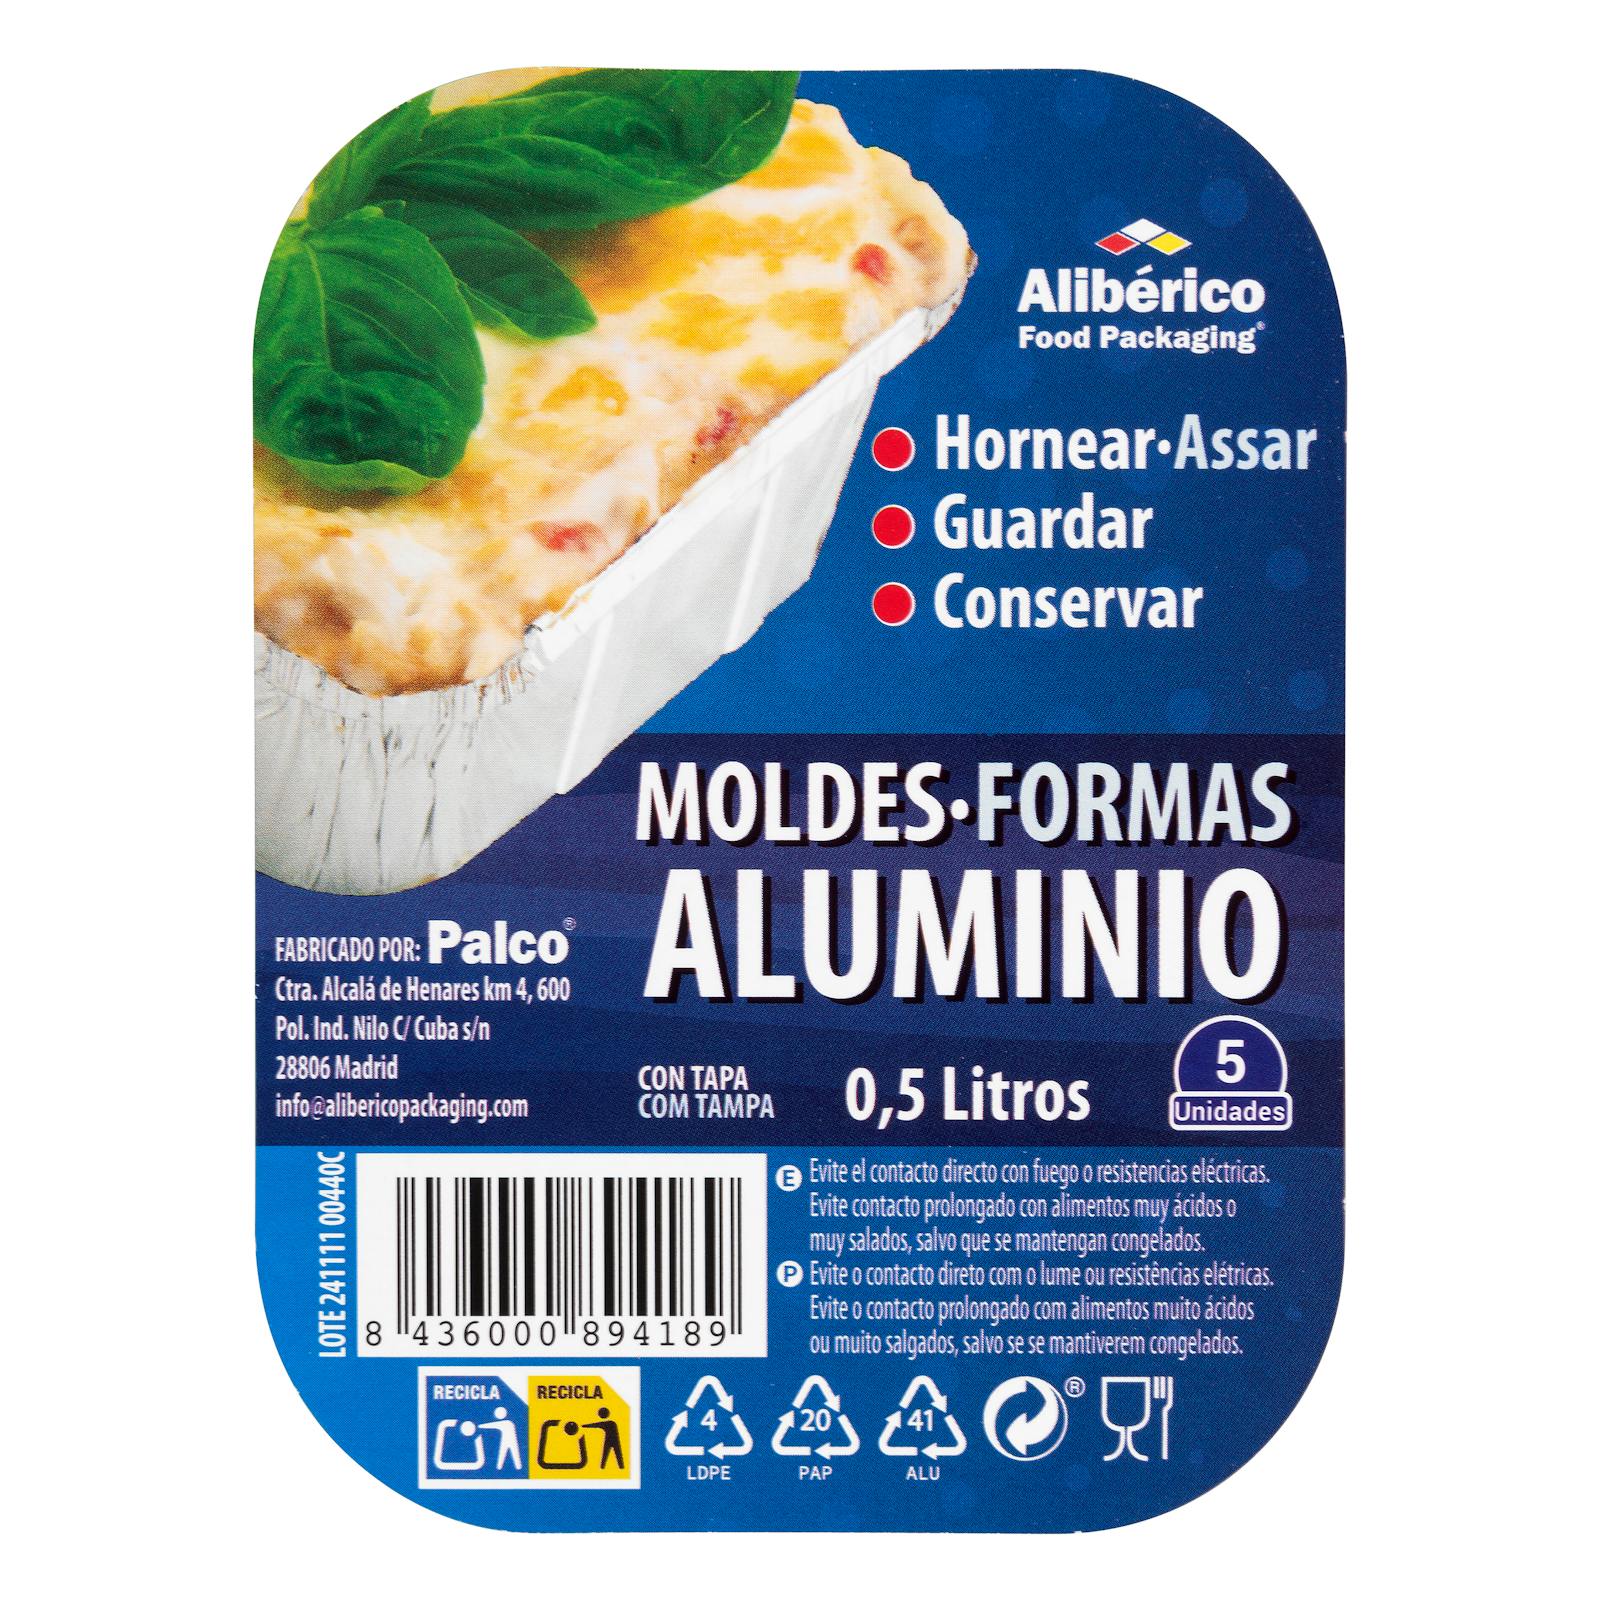 Alibérico
Food Packaging®
Hornear·Assar
Guardar
Conservar
MOLDES·FORMAS
ALUMINIO
FABRICADO POR: Palco®
Ctra. Alcalá de Henares km 4, 600
Pol. Ind. Nilo C/ Cuba s/n
28806 Madrid
info@alibericopackaging.com
CON TAPA
COM TAMPA
0,5 Litros
5
Unidades
LOTE 241111 00440C
8 436000 894189
E Evite el contacto directo con fuego o resistencias eléctricas.
Evite contacto prolongado con alimentos muy ácidos o
muy salados, salvo que se mantengan congelados.
P Evite o contacto direto com o lume ou resistências elétricas.
Evite o contacto prolongado com alimentos muito ácidos
ou muito salgados, salvo se se mantiverem congelados.
RECICLA
RECICLA
4
LDPE
20
PAP
41
ALU
®